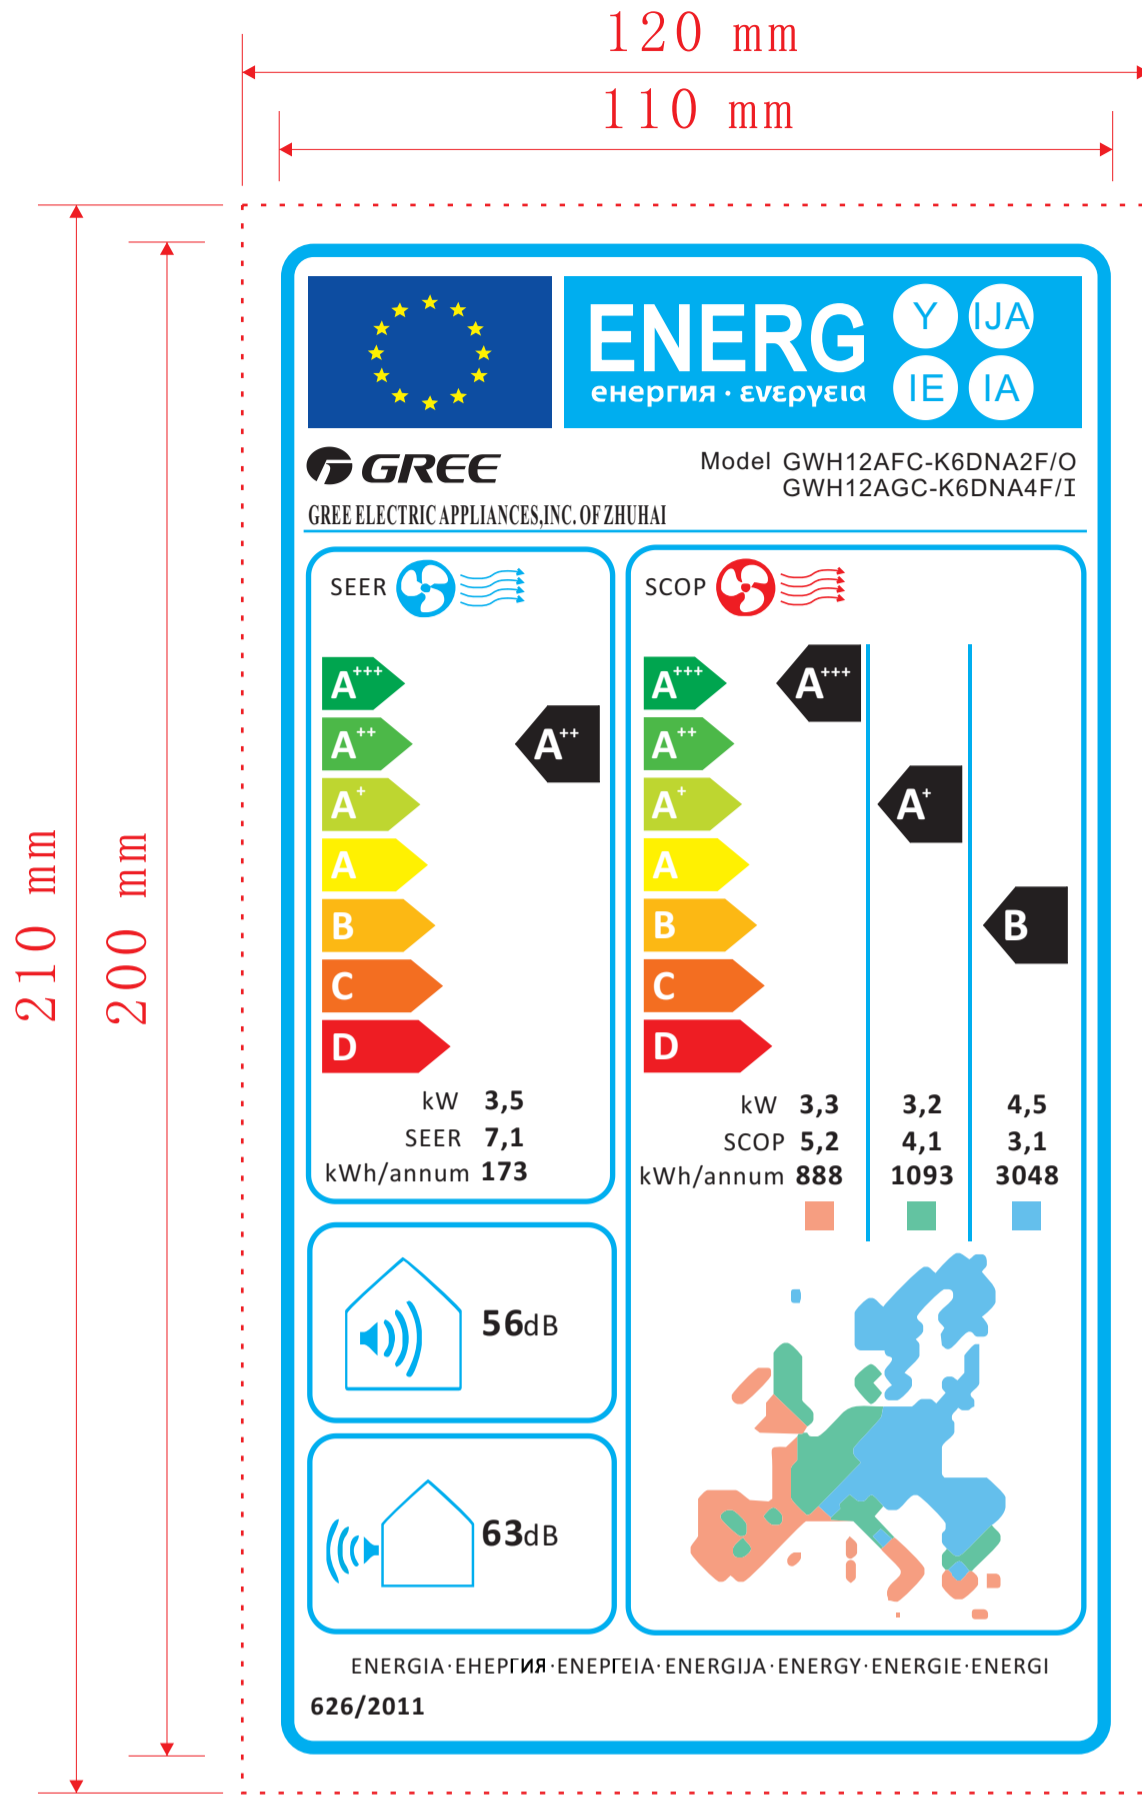 120 mm
110 mm
210 mm
200 mm
ENERG
енергия · ενεργεια
Y IJA
IE IA
GREE
Model GWH12AFC-K6DNA2F/O
GWH12AGC-K6DNA4F/I
GREE ELECTRIC APPLIANCES,INC. OF ZHUHAI
SEER
A+++
A++
A+
A
B
C
D
A++
kW 3,5
SEER 7,1
kWh/annum 173
SCOP
A+++
A++
A+
A
B
C
D
A+++
A+
B
kW 3,3 3,2 4,5
SCOP 5,2 4,1 3,1
kWh/annum 888 1093 3048
56dB
63dB
ENERGIA·ЕНЕРГИЯ·ΕΝΕΡΓΕΙΑ·ENERGIJA·ENERGY·ENERGIE·ENERGI
626/2011